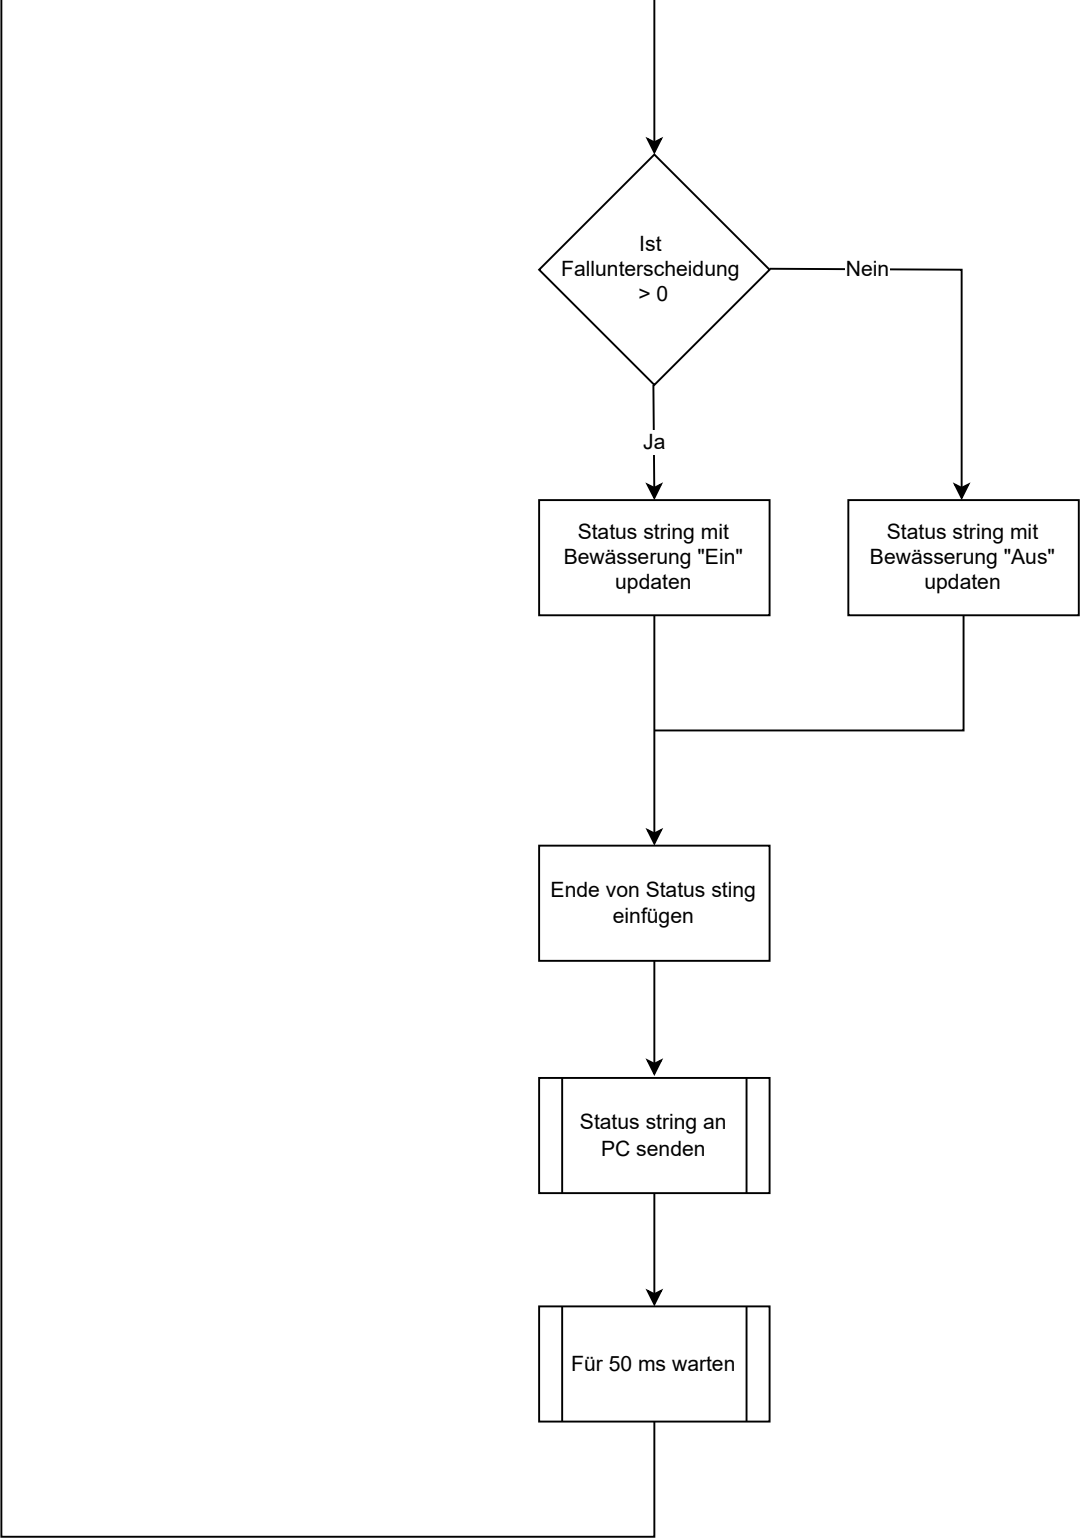 Ist
Fallunterscheidung
> 0
Nein
Ja
Status string mit
Bewässerung "Ein"
updaten
Status string mit
Bewässerung "Aus"
updaten
Ende von Status sting
einfügen
Status string an
PC senden
Für 50 ms warten